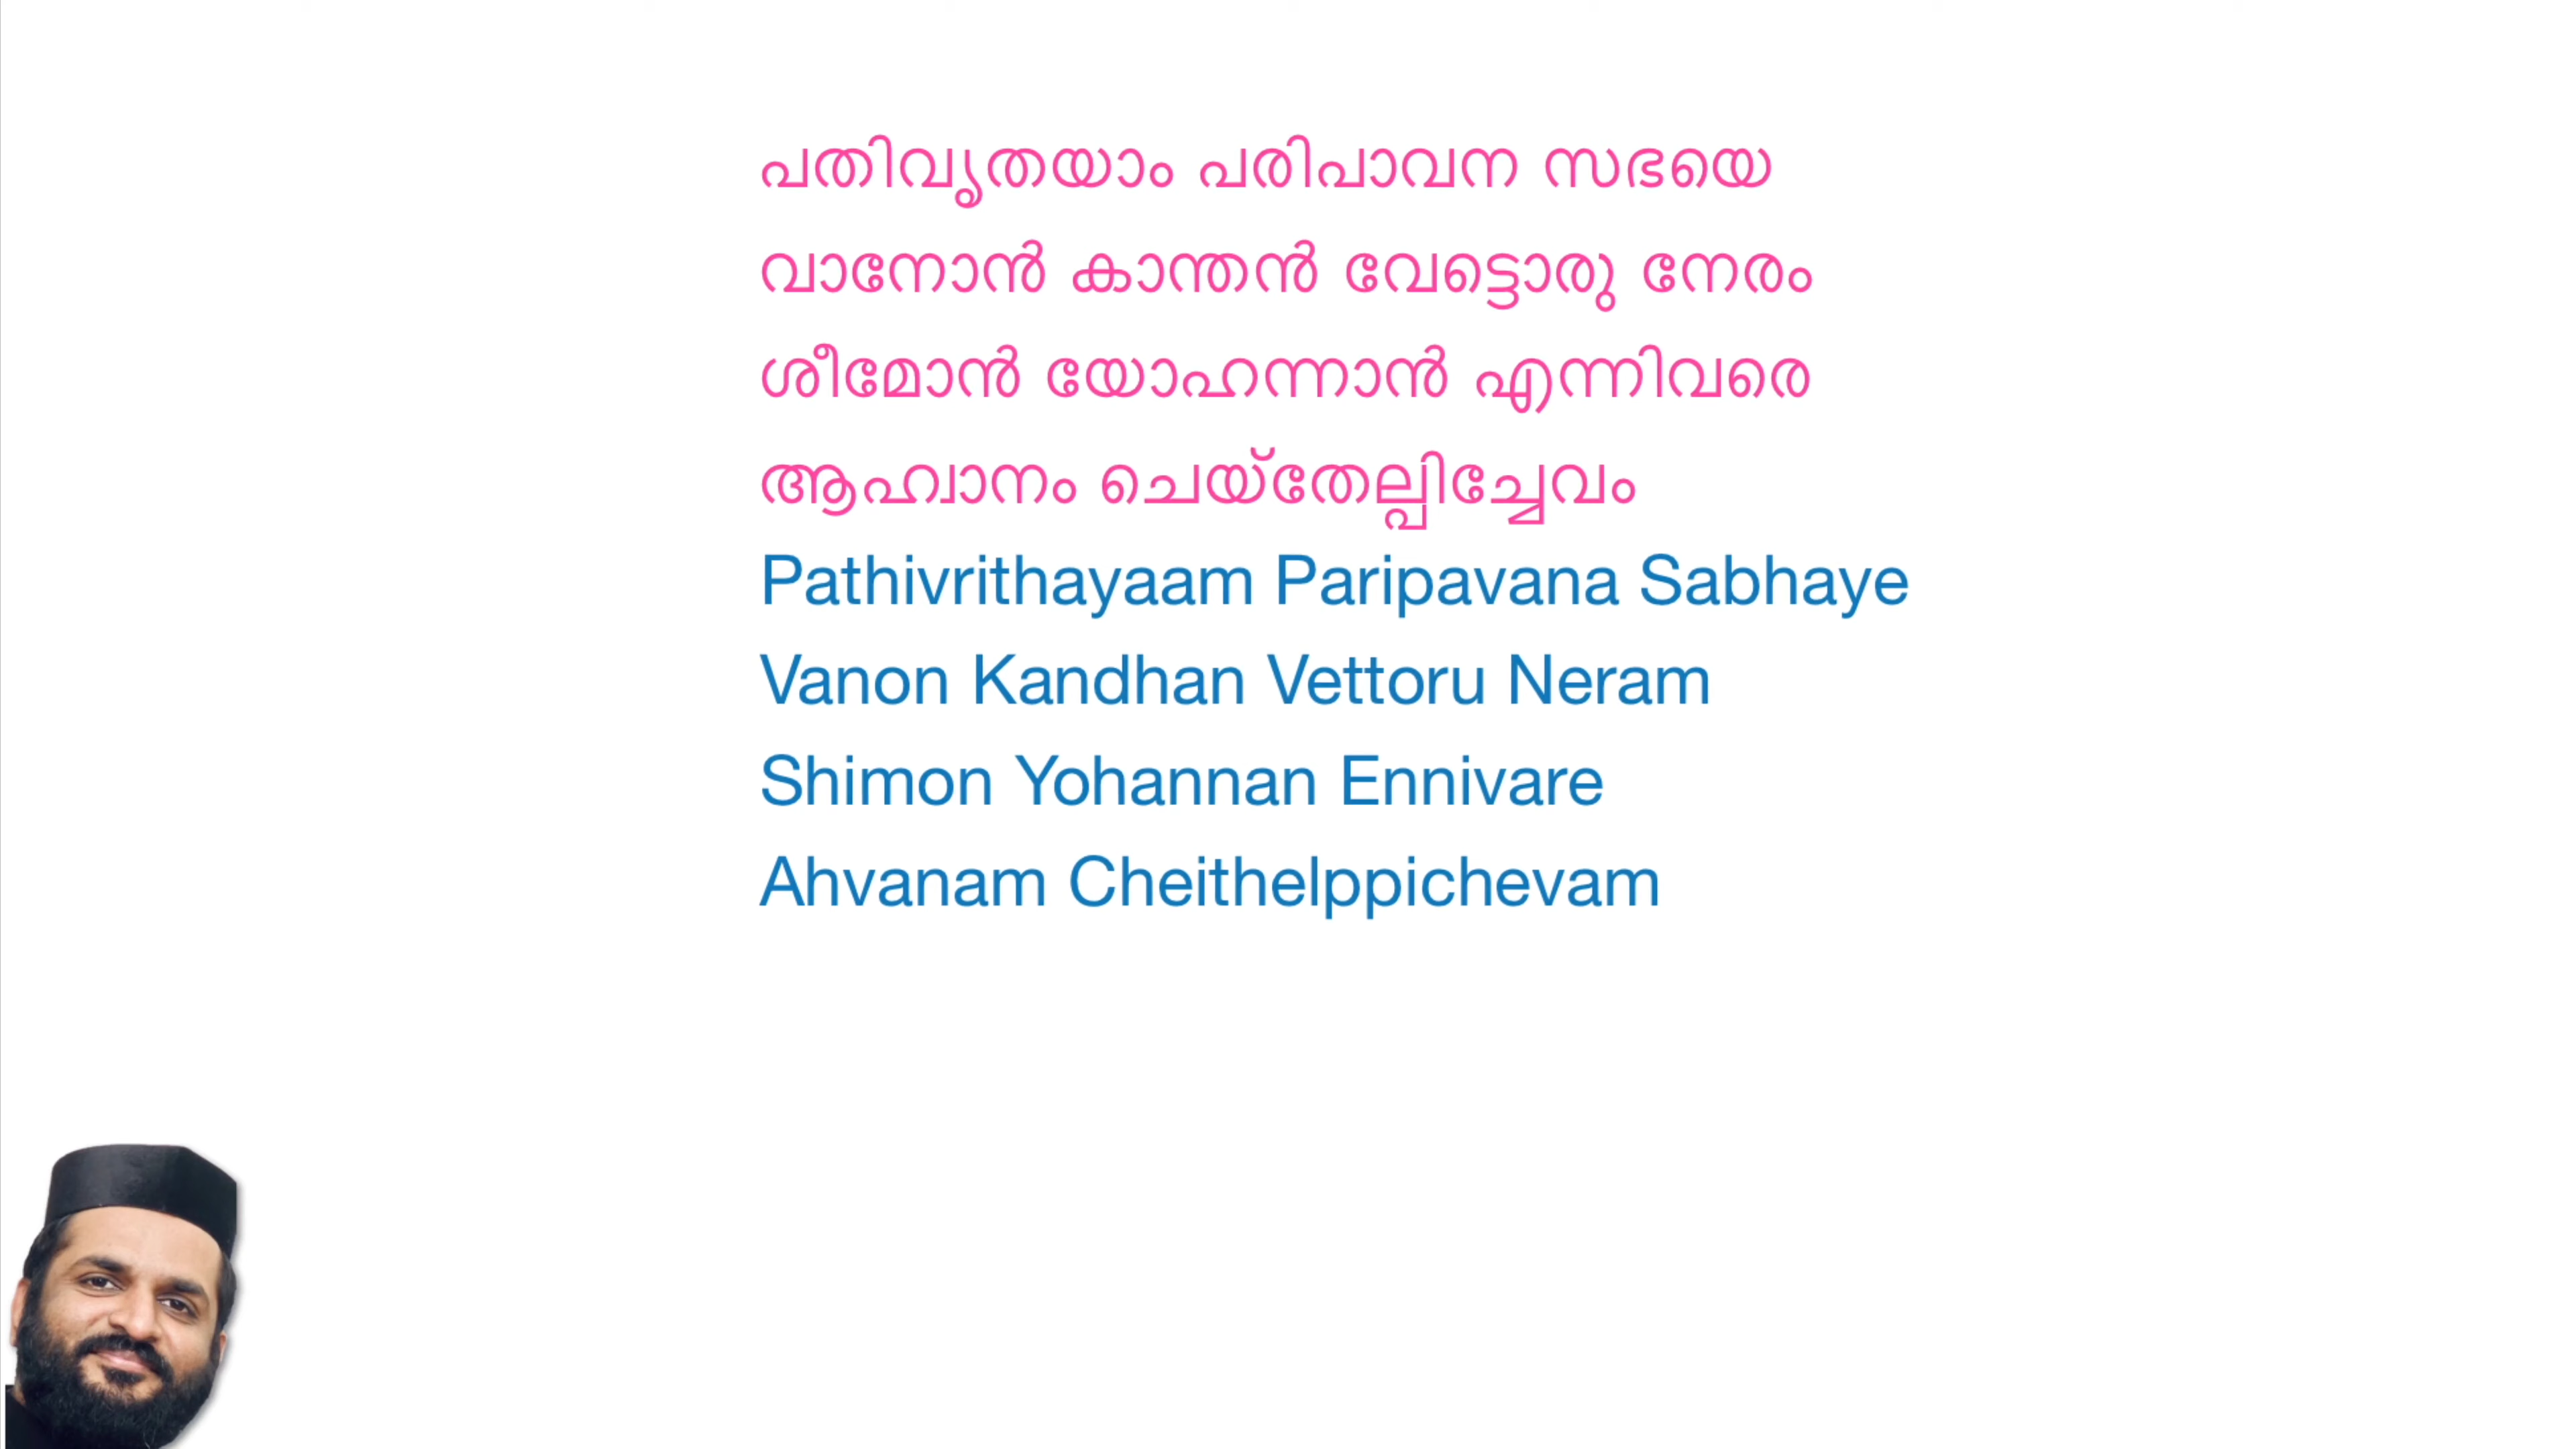 പതിവൃതയാം പരിപാവന സഭയെ
വാനോൻ കാന്തൻ വേട്ടൊരു നേരം
ശീമോൻ യോഹന്നാൻ എന്നിവരെ
ആഹ്വാനം ചെയ്തേല്പിച്ചേവം
Pathivrithayaam Paripavana Sabhaye
Vanon Kandhan Vettoru Neram
Shimon Yohannan Ennivare
Ahvanam Cheithelppichevam